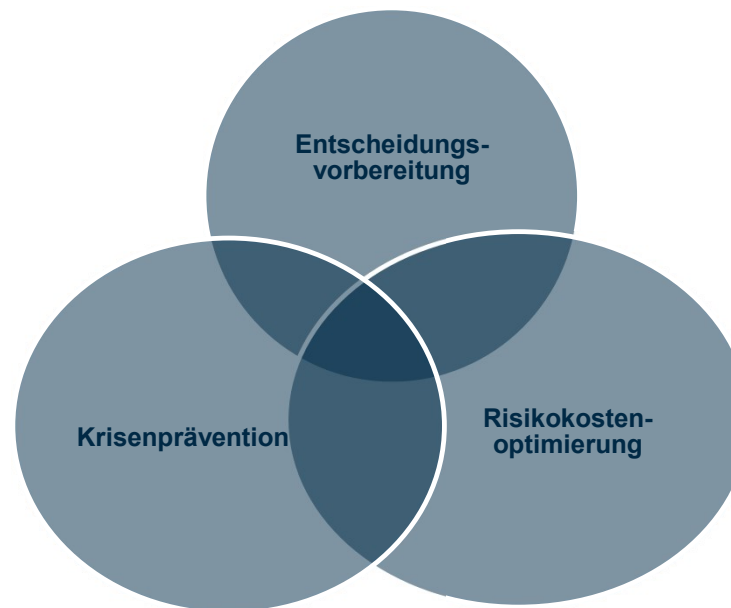 Entscheidungs-
vorbereitung
Krisenprävention
Risikokosten-
optimierung